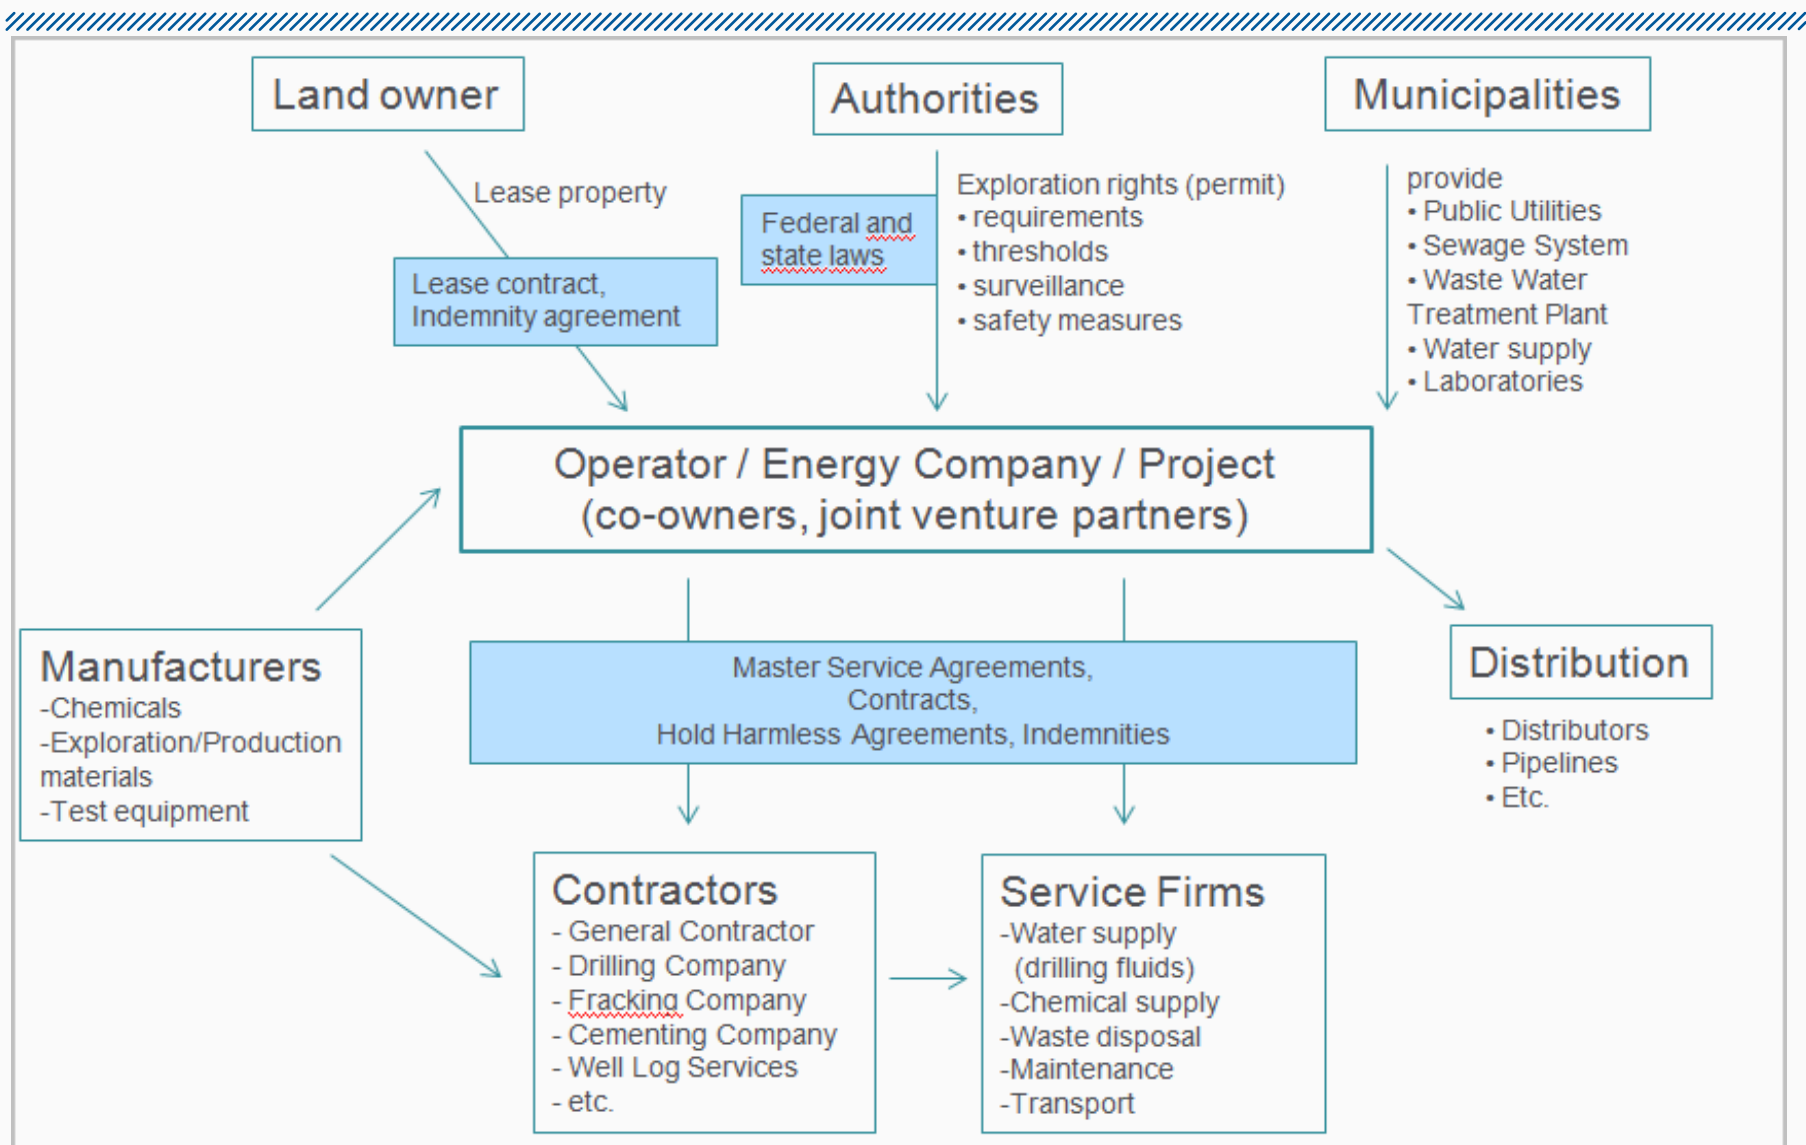 Land owner
Authorities
Municipalities
Lease property
Lease contract,
Indemnity agreement
Federal and
state laws
Exploration rights (permit)
• requirements
• thresholds
• surveillance
• safety measures
provide
• Public Utilities
• Sewage System
• Waste Water
Treatment Plant
• Water supply
• Laboratories
Operator / Energy Company / Project
(co-owners, joint venture partners)
Manufacturers
-Chemicals
-Exploration/Production
materials
-Test equipment
Master Service Agreements,
Contracts,
Hold Harmless Agreements, Indemnities
Distribution
• Distributors
• Pipelines
• Etc.
Contractors
- General Contractor
- Drilling Company
- Fracking Company
- Cementing Company
- Well Log Services
- etc.
Service Firms
-Water supply
(drilling fluids)
-Chemical supply
-Waste disposal
-Maintenance
-Transport